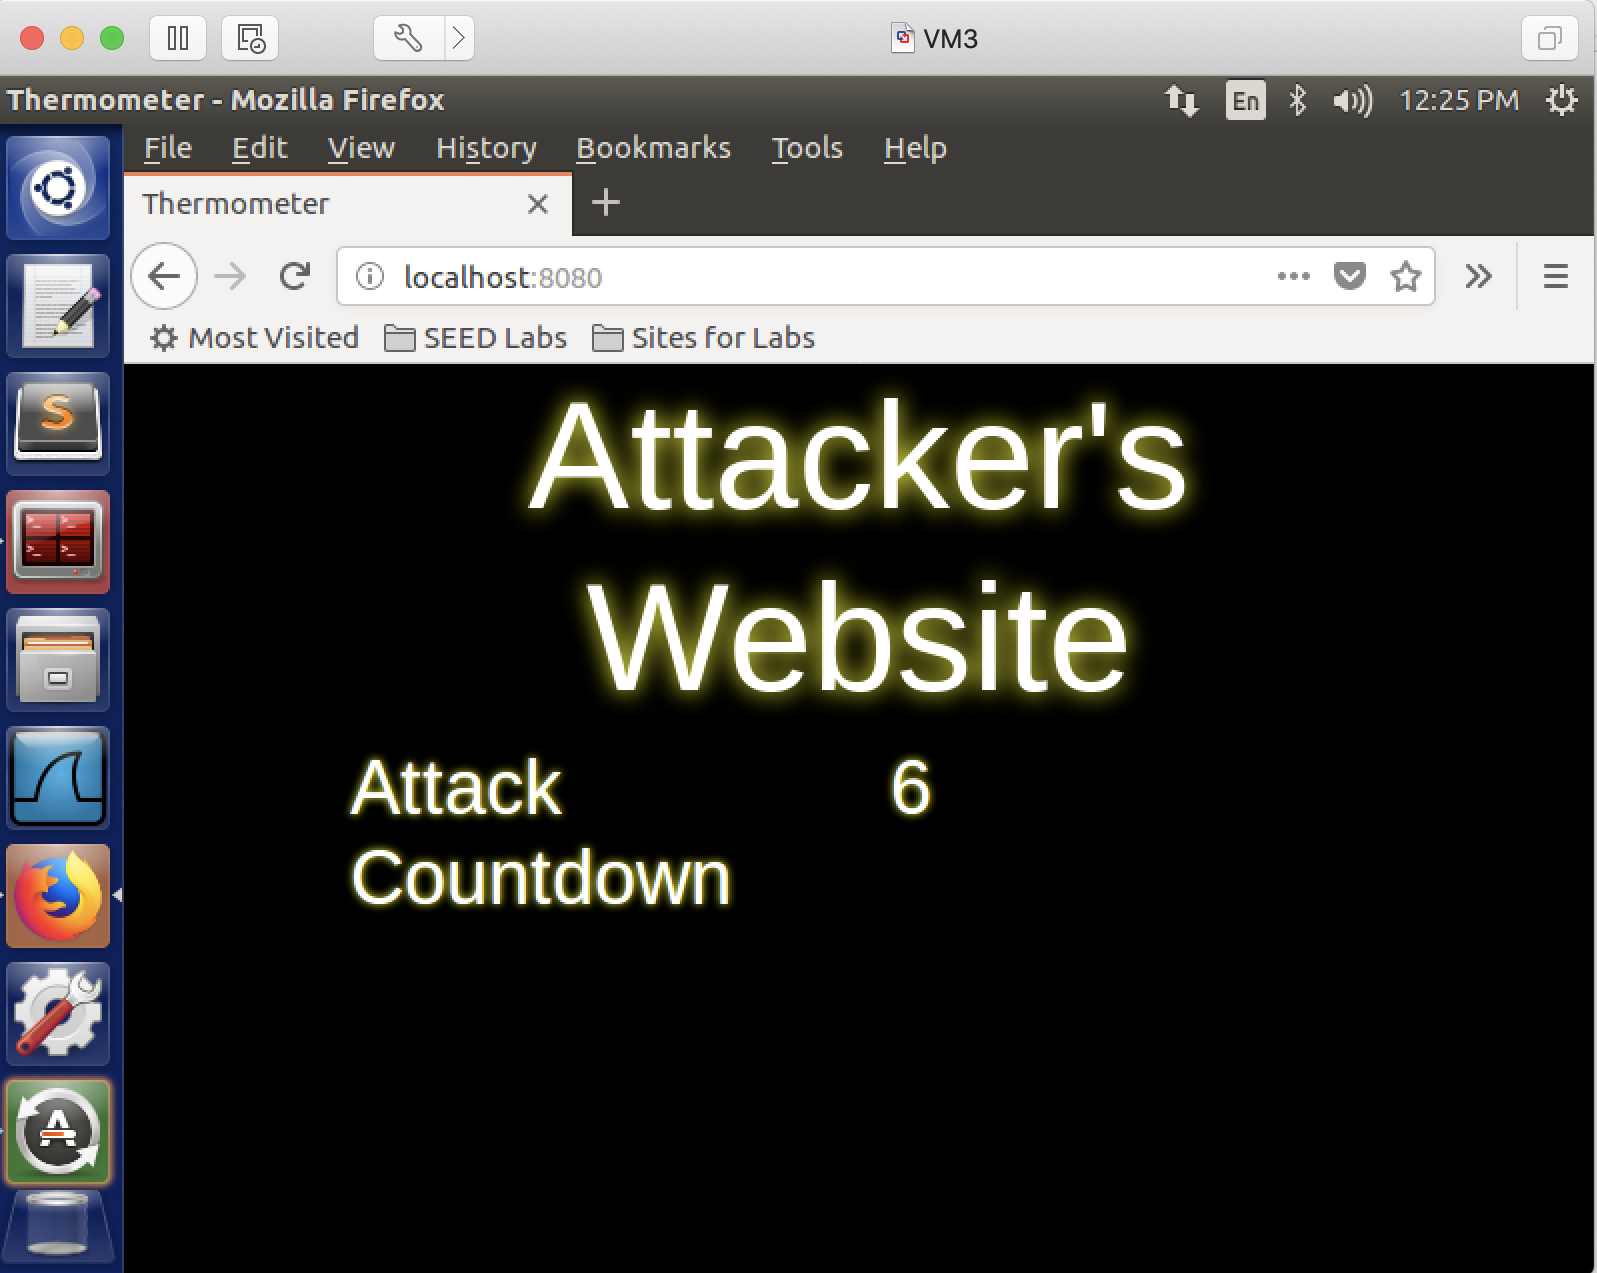 VM3
Thermometer - Mozilla Firefox
En
12:25 PM
File Edit View History Bookmarks Tools Help
Thermometer
localhost:8080
Most Visited SEED Labs Sites for Labs
Attacker's
Website
Attack 6
Countdown